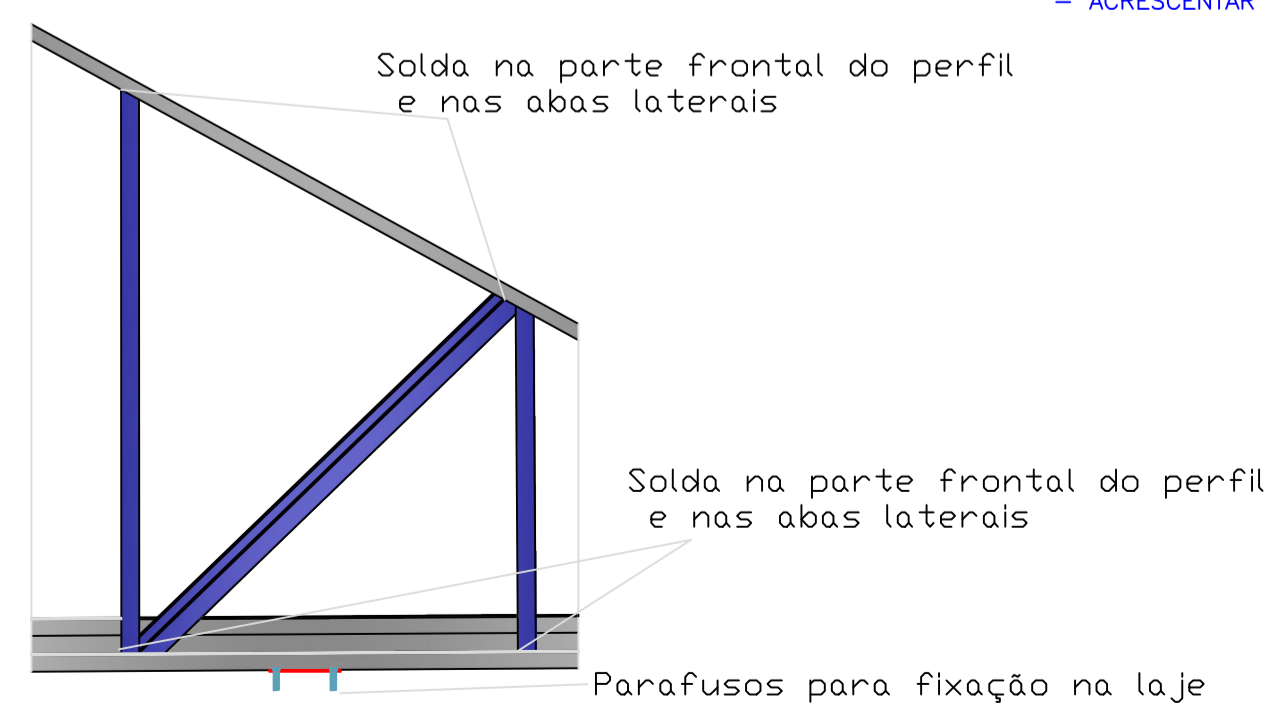 – ACRESCENTAR
Solda na parte frontal do perfil
e nas abas laterais
Solda na parte frontal do perfil
e nas abas laterais
Parafusos para fixação na laje